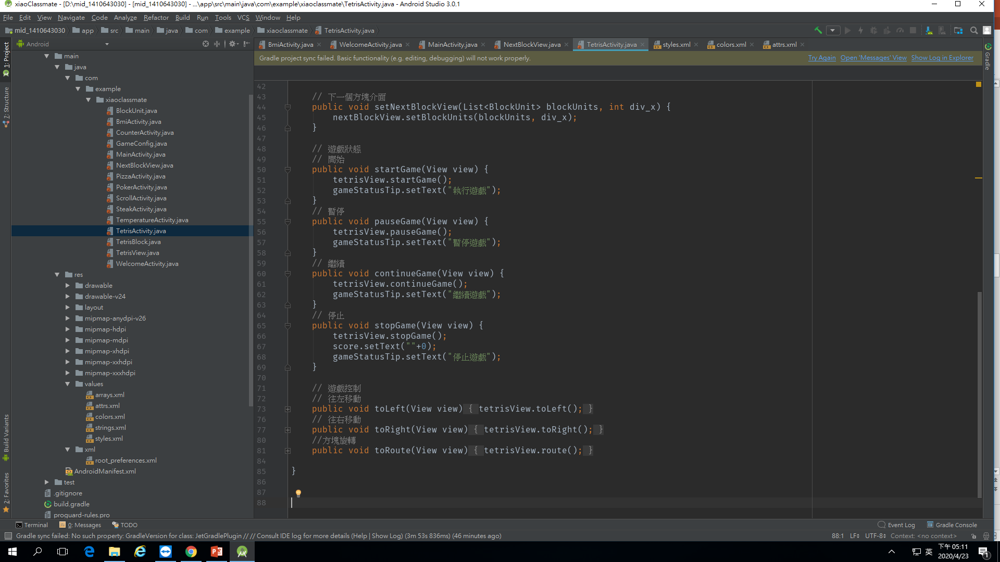 xiaoClassmate - [D:\mid_1410643030] - [mid_1410643030] - ...\app\src\main\java\com\example\xiaoclassmate\TetrisActivity.java - Android Studio 3.0.1
File Edit View Navigate Code Analyze Refactor Build Run Tools VCS Window Help
mid_1410643030 app src main java com example xiaoclassmate TetrisActivity.java
Android
BmiActivity.java WelcomeActivity.java MainActivity.java NextBlockView.java TetrisActivity.java styles.xml colors.xml attrs.xml
Gradle project sync failed. Basic functionality (e.g. editing, debugging) will not work properly. Try Again Open 'Messages' View Show Log in Explorer
1: Project
7: Structure
Build Variants
2: Favorites
Gradle
main
java
com
example
xiaoclassmate
BlockUnit.java
BmiActivity.java
CounterActivity.java
GameConfig.java
MainActivity.java
NextBlockView.java
PizzaActivity.java
PokerActivity.java
ScrollActivity.java
SteakActivity.java
TemperatureActivity.java
TetrisActivity.java
TetrisBlock.java
TetrisView.java
WelcomeActivity.java
res
drawable
drawable-v24
layout
mipmap-anydpi-v26
mipmap-hdpi
mipmap-mdpi
mipmap-xhdpi
mipmap-xxhdpi
mipmap-xxxhdpi
values
arrays.xml
attrs.xml
colors.xml
strings.xml
styles.xml
xml
root_preferences.xml
AndroidManifest.xml
test
.gitignore
build.gradle
proguard-rules.pro
42
43 // 下一個方塊介面
44 public void setNextBlockView(List<BlockUnit> blockUnits, int div_x) {
45 nextBlockView.setBlockUnits(blockUnits, div_x);
46 }
47
48 // 遊戲狀態
49 // 開始
50 public void startGame(View view) {
51 tetrisView.startGame();
52 gameStatusTip.setText("執行遊戲");
53 }
54 // 暫停
55 public void pauseGame(View view) {
56 tetrisView.pauseGame();
57 gameStatusTip.setText("暫停遊戲");
58 }
59 // 繼續
60 public void continueGame(View view) {
61 tetrisView.continueGame();
62 gameStatusTip.setText("繼續遊戲");
63 }
64 // 停止
65 public void stopGame(View view) {
66 tetrisView.stopGame();
67 score.setText(""+0);
68 gameStatusTip.setText("停止遊戲");
69 }
70
71 // 遊戲控制
72 // 往左移動
73 public void toLeft(View view) { tetrisView.toLeft(); }
76 // 往右移動
77 public void toRight(View view) { tetrisView.toRight(); }
80 //方塊旋轉
81 public void toRoute(View view) { tetrisView.route(); }
84
85 }
86
87
88
Terminal 0: Messages TODO Event Log Gradle Console
Gradle sync failed: No such property: GradleVersion for class: JetGradlePlugin // // Consult IDE log for more details (Help | Show Log) (3m 53s 836ms) (46 minutes ago) 88:1 LF÷ UTF-8÷ Context: <no context>
英 下午 05:11
2020/4/23
1